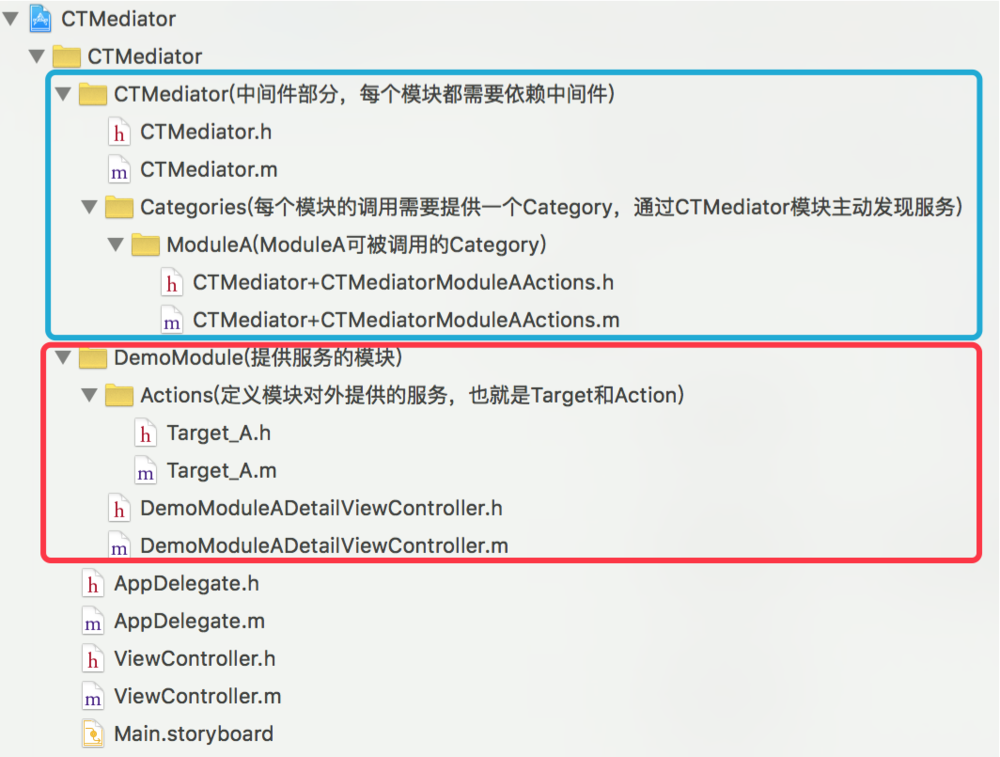 CTMediator
CTMediator
CTMediator(中间件部分，每个模块都需要依赖中间件)
h CTMediator.h
m CTMediator.m
Categories(每个模块的调用需要提供一个Category，通过CTMediator模块主动发现服务)
ModuleA(ModuleA可被调用的Category)
h CTMediator+CTMediatorModuleAActions.h
m CTMediator+CTMediatorModuleAActions.m
DemoModule(提供服务的模块)
Actions(定义模块对外提供的服务，也就是Target和Action)
h Target_A.h
m Target_A.m
h DemoModuleADetailViewController.h
m DemoModuleADetailViewController.m
h AppDelegate.h
m AppDelegate.m
h ViewController.h
m ViewController.m
Main.storyboard